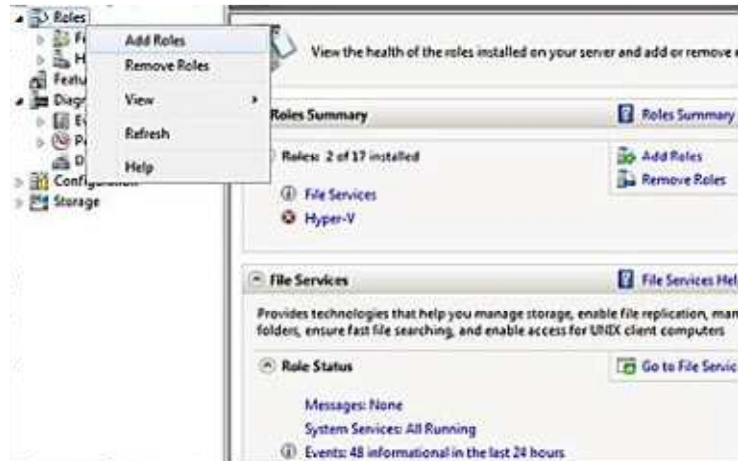 Roles
Add Roles
Remove Roles
View
Refresh
Help
Fi
H
Featu
Diagn
E
P
D
Configuration
Storage
View the health of the roles installed on your server and add or remove
Roles Summary
Roles Summary
Roles: 2 of 17 installed
Add Roles
Remove Roles
File Services
Hyper-V
File Services
File Services Hel
Provides technologies that help you manage storage, enable file replication, man
folders, ensure fast file searching, and enable access for UNIX client computers
Role Status
Go to File Servic
Messages: None
System Services: All Running
Events: 48 informational in the last 24 hours